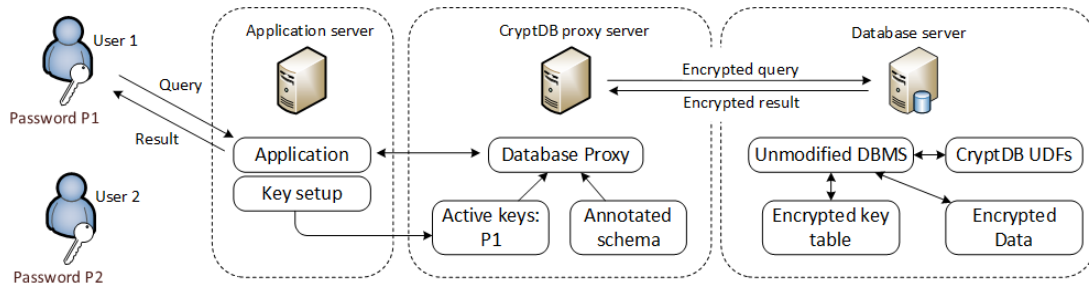 User 1
Password P1
Query
Result
User 2
Password P2
Application server
Application
Key setup
CryptDB proxy server
Database Proxy
Active keys:
P1
Annotated
schema
Encrypted query
Encrypted result
Database server
Unmodified DBMS
CryptDB UDFs
Encrypted key
table
Encrypted
Data